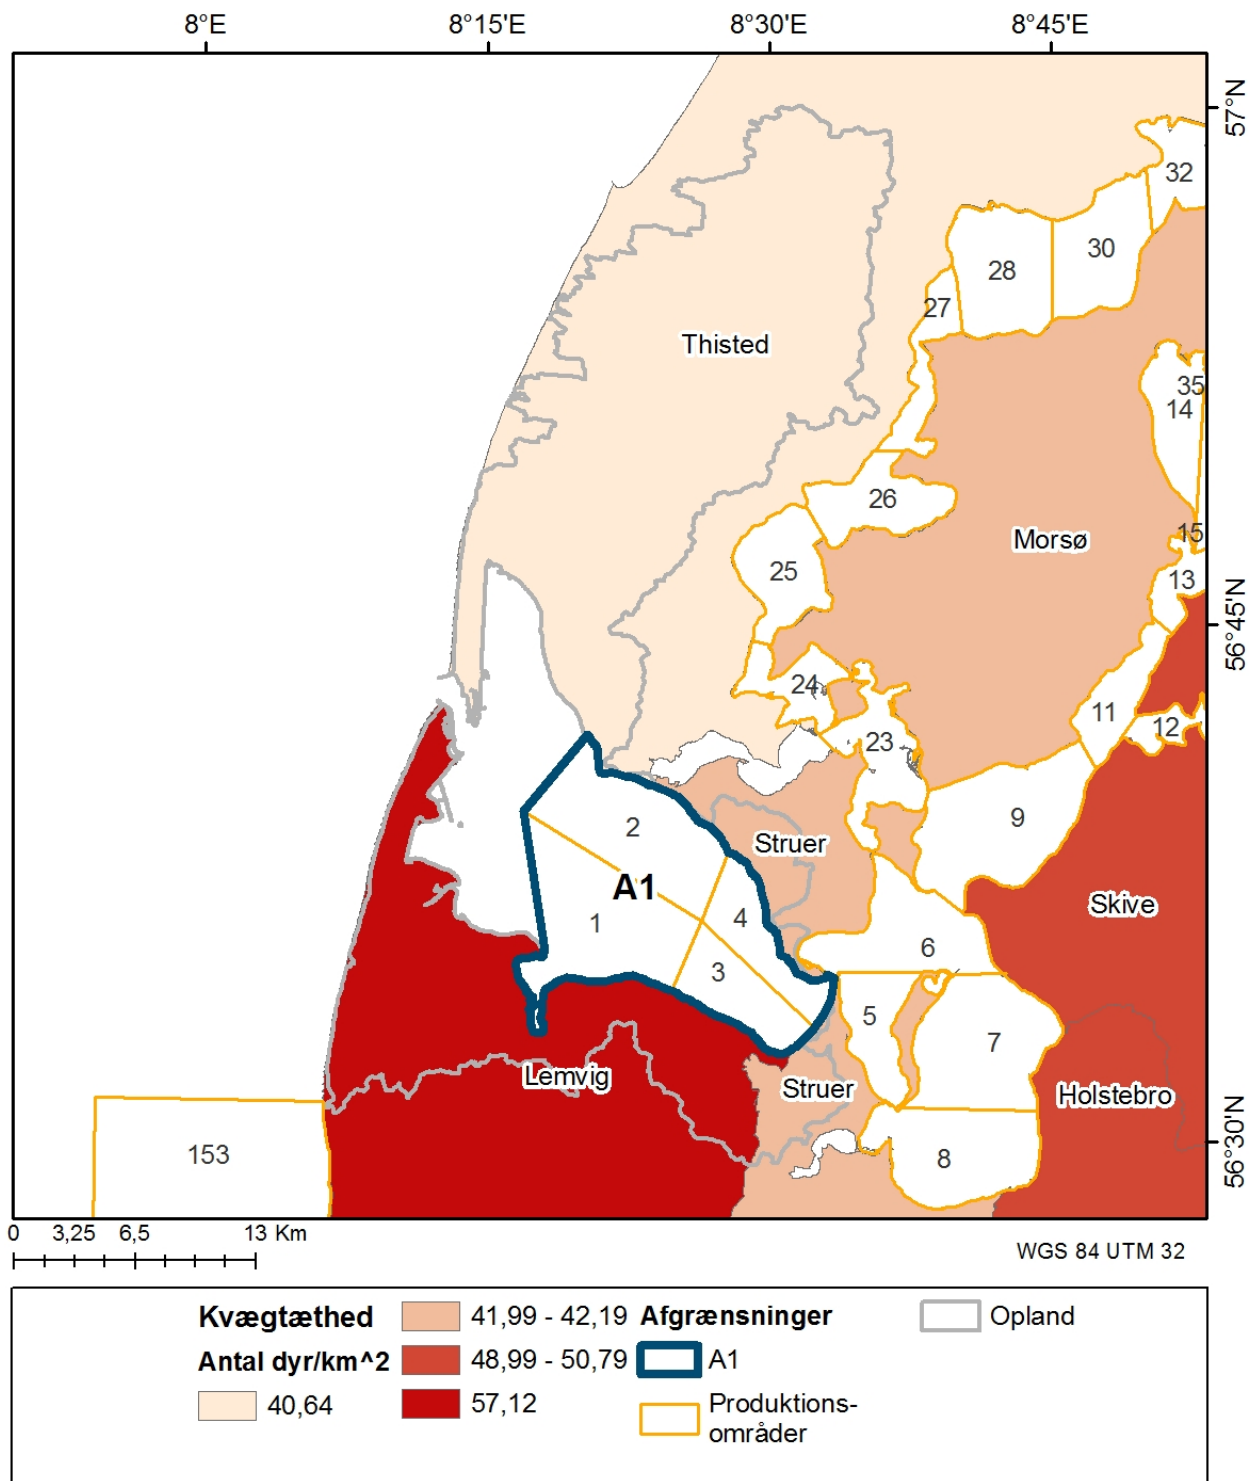 8°E 8°15'E 8°30'E 8°45'E
57°N
32
30
28
27
Thisted
35
14
26
15
Morsø
25
13
56°45'N
24
11
12
23
9
2
Struer
A1
Skive
1
4
6
3
5
7
Lemvig
Struer
Holstebro
56°30'N
153
8
0 3,25 6,5 13 Km
WGS 84 UTM 32
Kvægtæthed
Antal dyr/km^2
40,64
41,99 - 42,19
48,99 - 50,79
57,12
Afgrænsninger
A1
Produktions-
områder
Opland